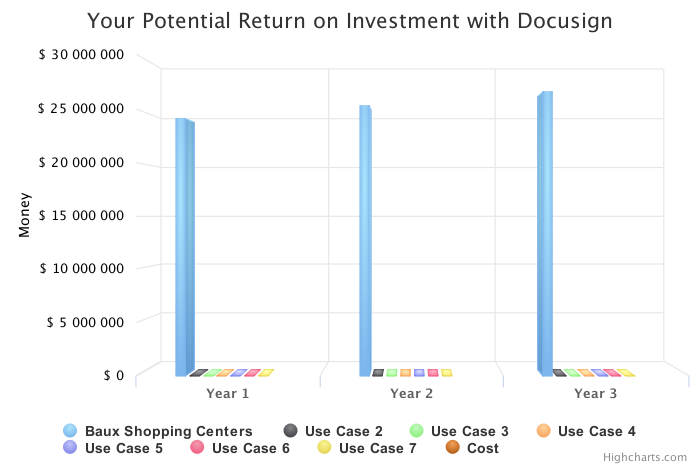 Your Potential Return on Investment with Docusign
$ 30 000 000
$ 25 000 000
$ 20 000 000
$ 15 000 000
$ 10 000 000
$ 5 000 000
$ 0
Money
Year 1 Year 2 Year 3
Baux Shopping Centers Use Case 2 Use Case 3 Use Case 4
Use Case 5 Use Case 6 Use Case 7 Cost
Highcharts.com